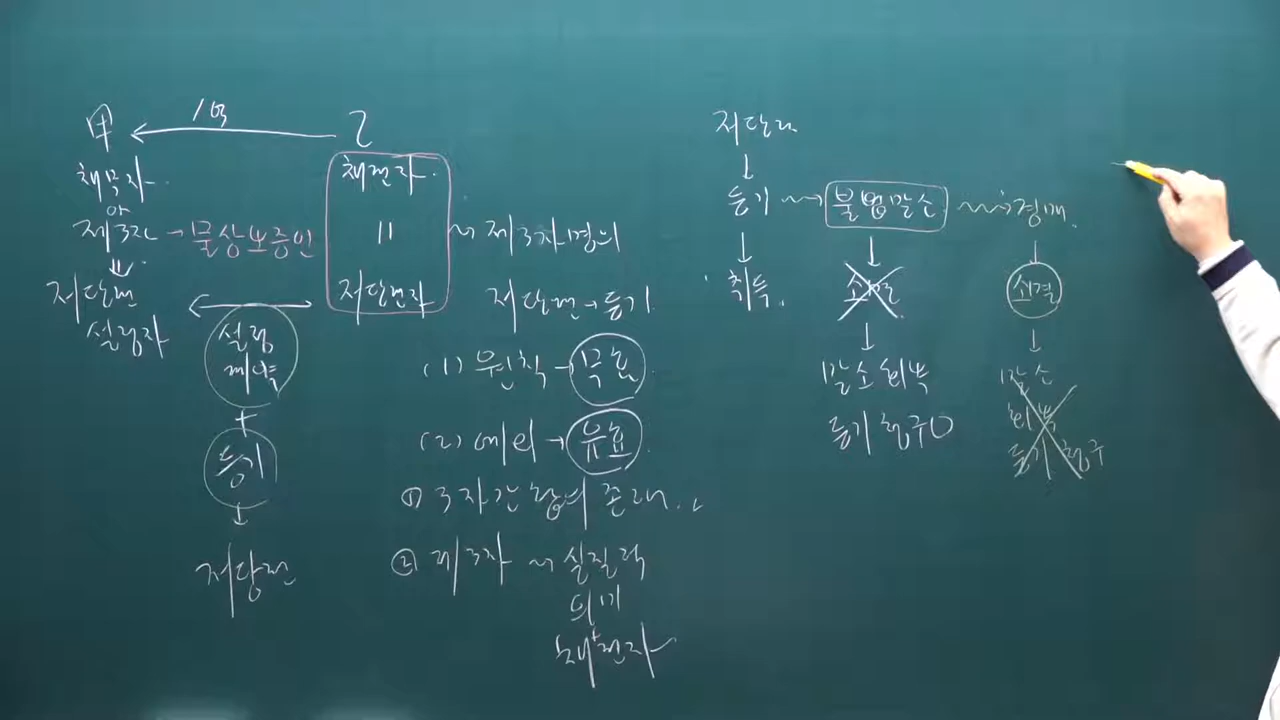 甲 ← 1억 乙
채무자
or
제3자 → 물상보증인
⇓
저당권
설정자
채권자
||
저당권자
설정
계약
+
등기
↓
저당권
~ 제3자명의
저당권 → 등기
(1) 원칙 → 무효
(2) 예외 → 유효
① 3자간 합의 존재
② 제3자 ~ 실질적
의미
채권자
저당권
↓
등기 ~→ 불법말소 ~→ 경매
↓
취득.
↓
소멸
↓
말소회복
등기청구O
↓
소멸
↓
말소
회복
등기청구